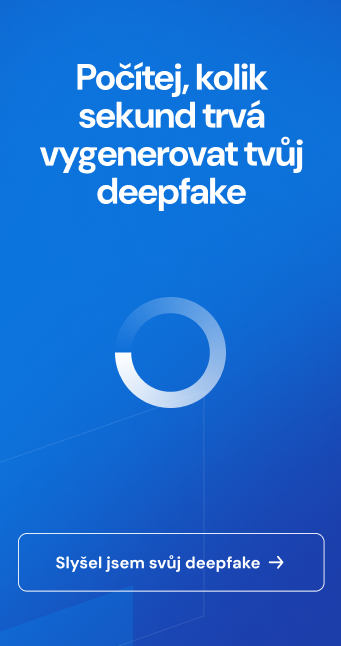 Počítej, kolik
sekund trvá
vygenerovat tvůj
deepfake
Slyšel jsem svůj deepfake →